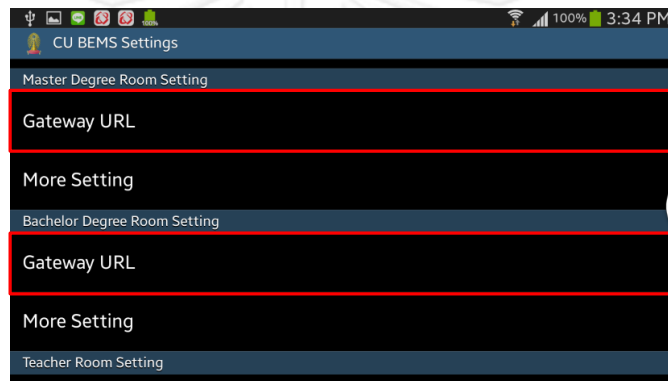 100% 3:34 PM
CU BEMS Settings
Master Degree Room Setting
Gateway URL
More Setting
Bachelor Degree Room Setting
Gateway URL
More Setting
Teacher Room Setting